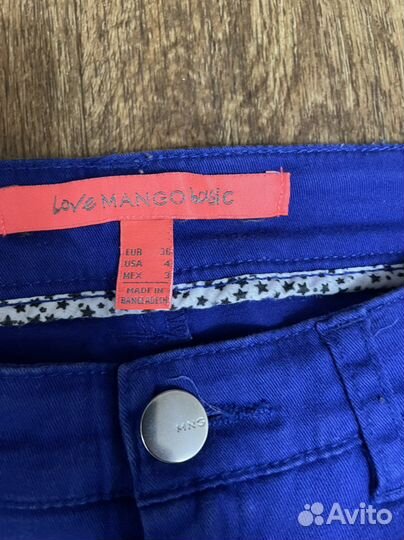 Love MANGO basic
EUR 36
USA 4
MEX 3
MADE IN
BANGLADESH
MNG
Avito